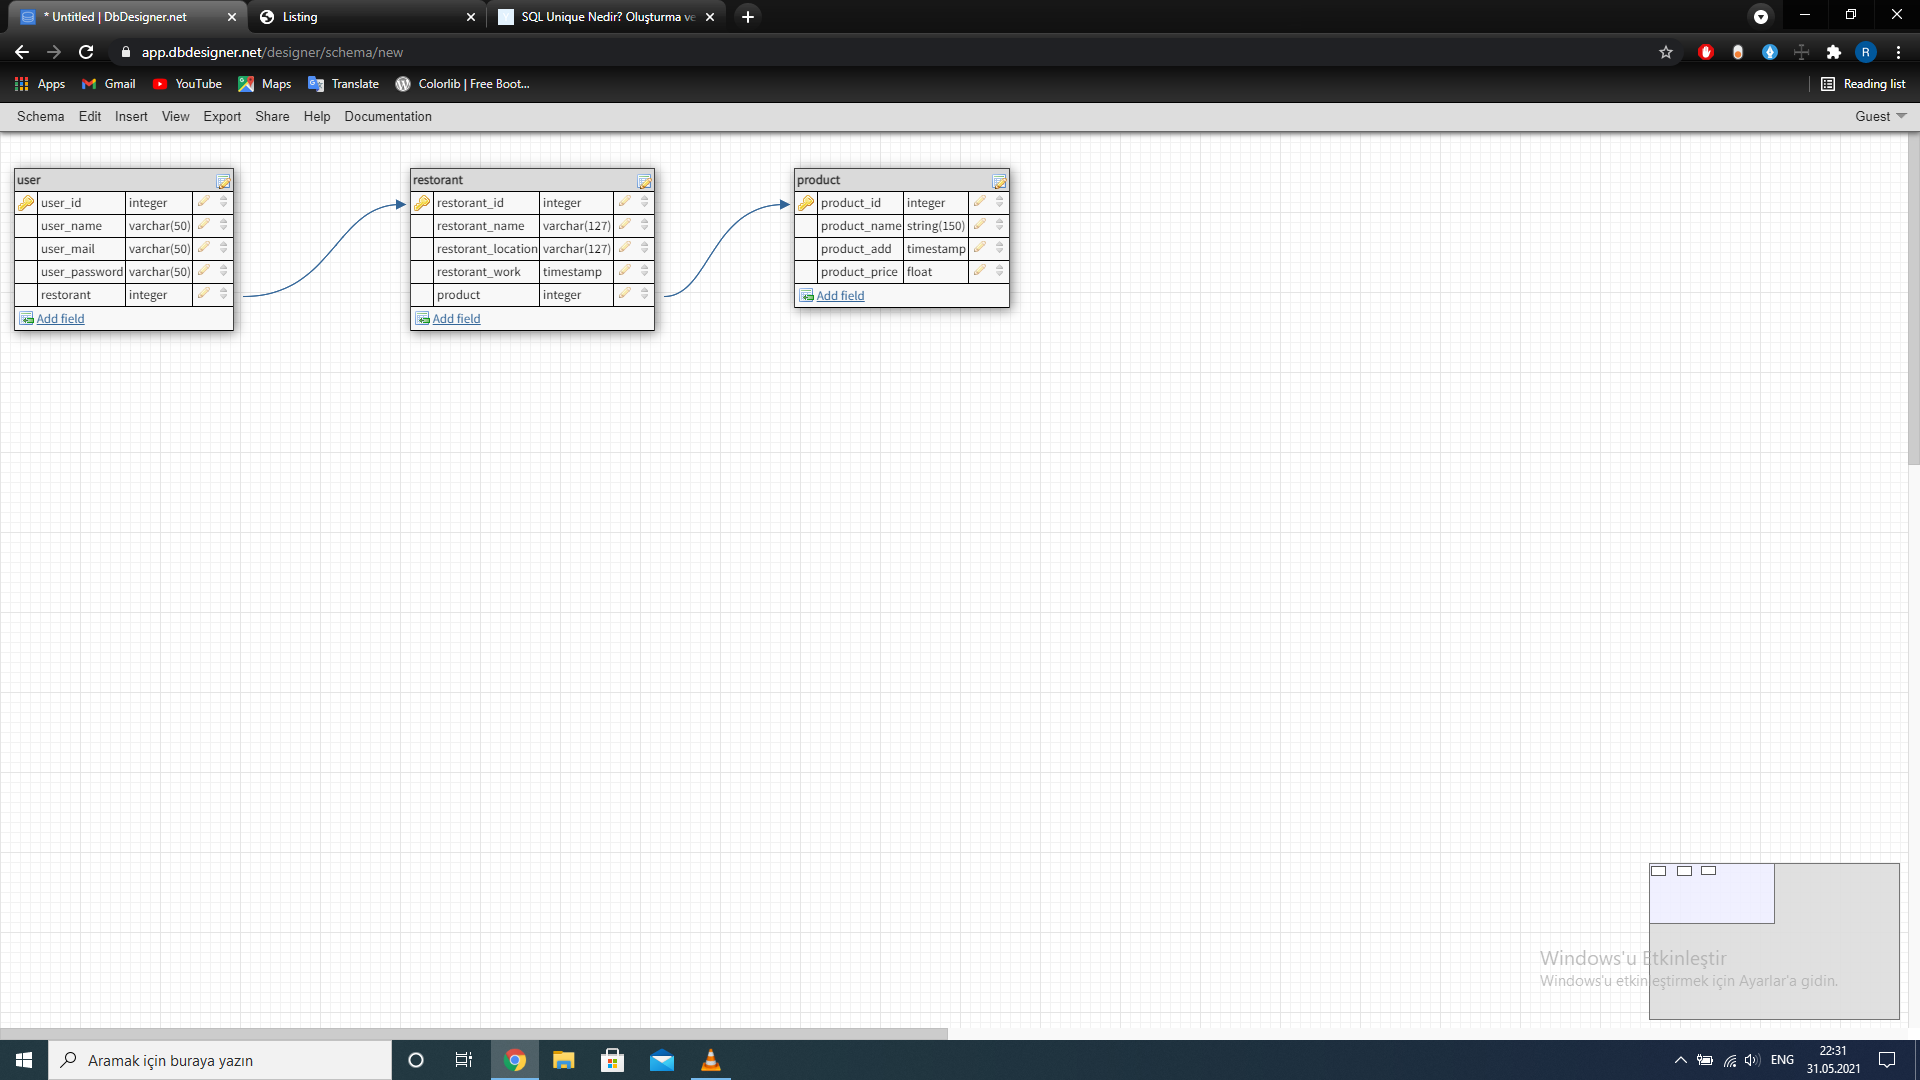 * Untitled | DbDesigner.net
Listing
SQL Unique Nedir? Oluşturma ve
app.dbdesigner.net/designer/schema/new
R
Apps
Gmail
YouTube
Maps
Translate
Colorlib | Free Boot...
Reading list
Schema
Edit
Insert
View
Export
Share
Help
Documentation
Guest
user
user_id integer
user_name varchar(50)
user_mail varchar(50)
user_password varchar(50)
restorant integer
Add field
restorant
restorant_id integer
restorant_name varchar(127)
restorant_location varchar(127)
restorant_work timestamp
product integer
Add field
product
product_id integer
product_name string(150)
product_add timestamp
product_price float
Add field
Windows'u Etkinleştir
Windows'u etkinleştirmek için Ayarlar'a gidin.
Aramak için buraya yazın
ENG
22:31
31.05.2021